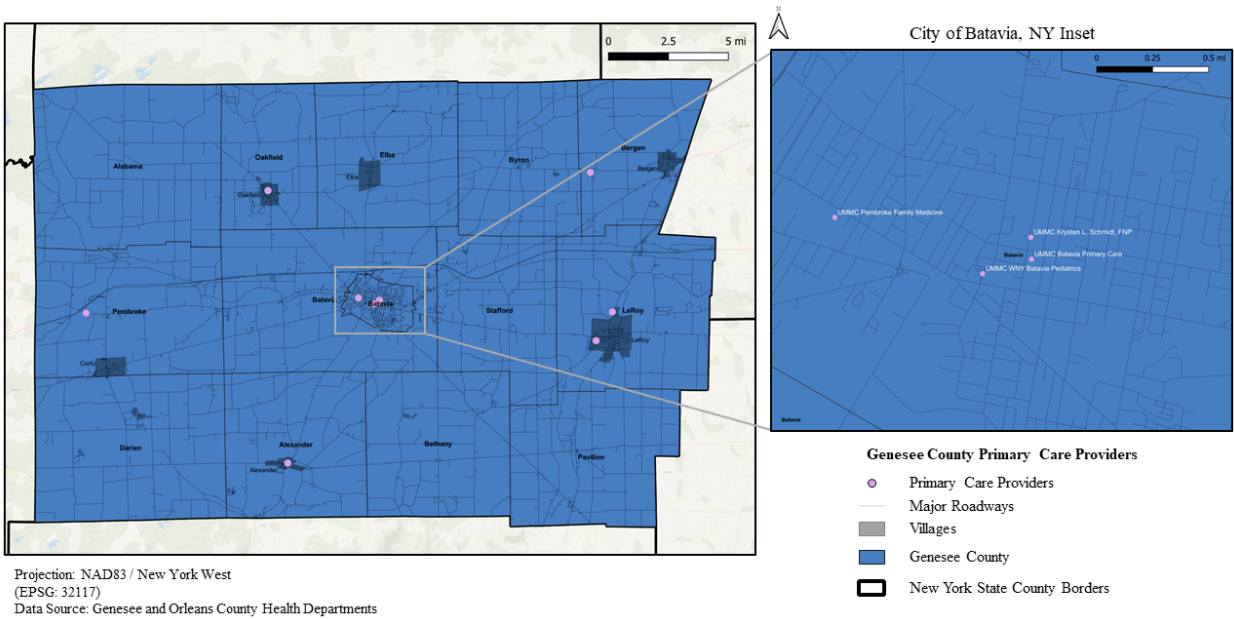 N
City of Batavia, NY Inset
0 2.5 5 mi
0 0.25 0.5 mi
Alabama
Oakfield
Oakfield
Elba
Elba
Byron
Bergen
Bergen
Pembroke
Corfu
Batavia
Batavia
Stafford
LeRoy
LeRoy
Darien
Alexander
Alexander
Bethany
Pavilion
UMMC Pembroke Family Medicine
UMMC Krysten L. Schmidt, FNP
Batavia
UMMC Batavia Primary Care
UMMC WNY Batavia Pediatrics
Batavia
Genesee County Primary Care Providers
Primary Care Providers
Major Roadways
Villages
Genesee County
New York State County Borders
Projection: NAD83 / New York West
(EPSG: 32117)
Data Source: Genesee and Orleans County Health Departments